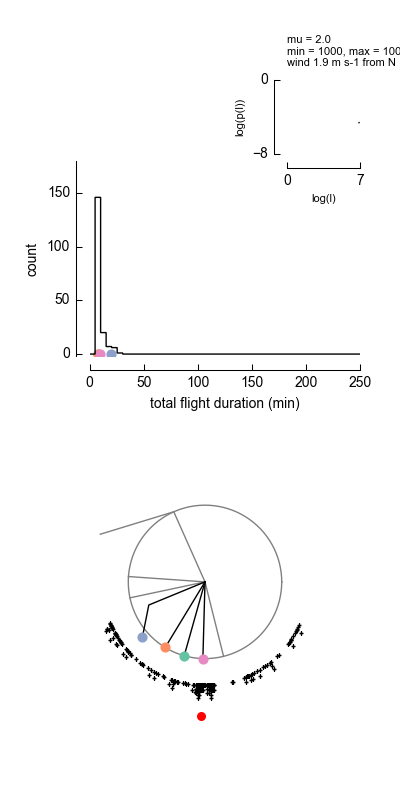 mu = 2.0
min = 1000, max = 100
wind 1.9 m s-1 from N
0
log(p(l))
−8
0 7
log(l)
150
100
50
0
count
0 50 100 150 200 250
total flight duration (min)